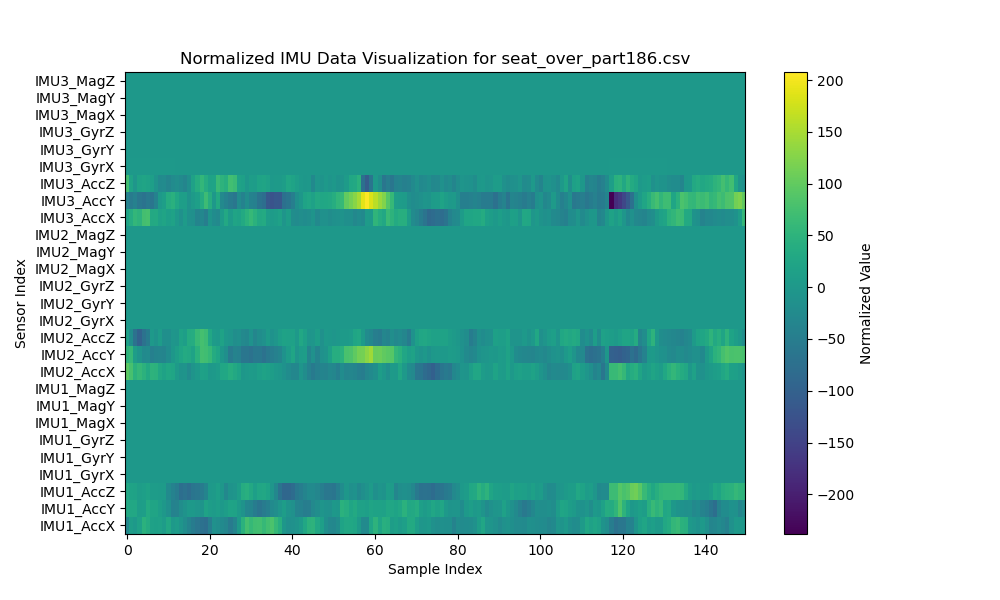 Normalized IMU Data Visualization for seat_over_part186.csv
IMU3_MagZ
IMU3_MagY
IMU3_MagX
IMU3_GyrZ
IMU3_GyrY
IMU3_GyrX
IMU3_AccZ
IMU3_AccY
IMU3_AccX
IMU2_MagZ
IMU2_MagY
IMU2_MagX
IMU2_GyrZ
IMU2_GyrY
IMU2_GyrX
IMU2_AccZ
IMU2_AccY
IMU2_AccX
IMU1_MagZ
IMU1_MagY
IMU1_MagX
IMU1_GyrZ
IMU1_GyrY
IMU1_GyrX
IMU1_AccZ
IMU1_AccY
IMU1_AccX
Sensor Index
0 20 40 60 80 100 120 140
Sample Index
200
150
100
50
0
−50
−100
−150
−200
Normalized Value